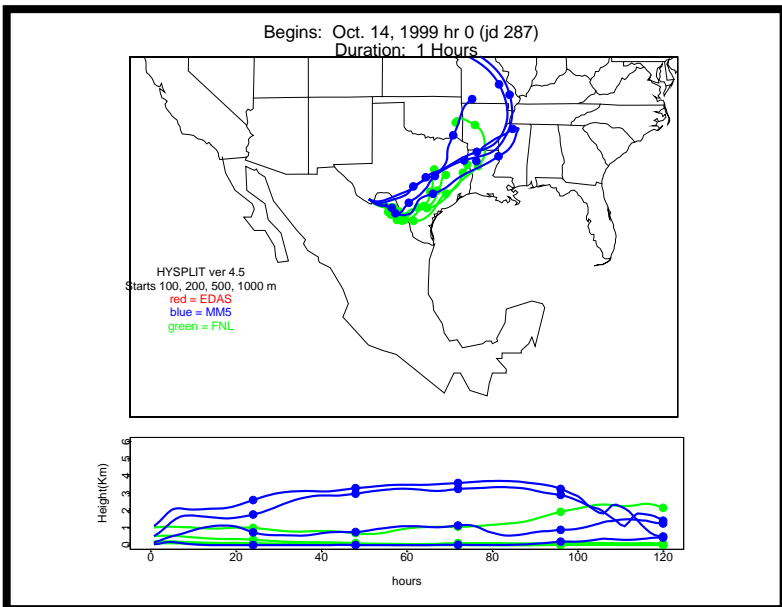 Begins:  Oct. 14, 1999 hr 0 (jd 287)
Duration:  1 Hours
HYSPLIT ver 4.5
Starts 100, 200, 500, 1000 m
red = EDAS
blue = MM5
green = FNL
Height(Km)
6
5
4
3
2
1
0
0 20 40 60 80 100 120
hours